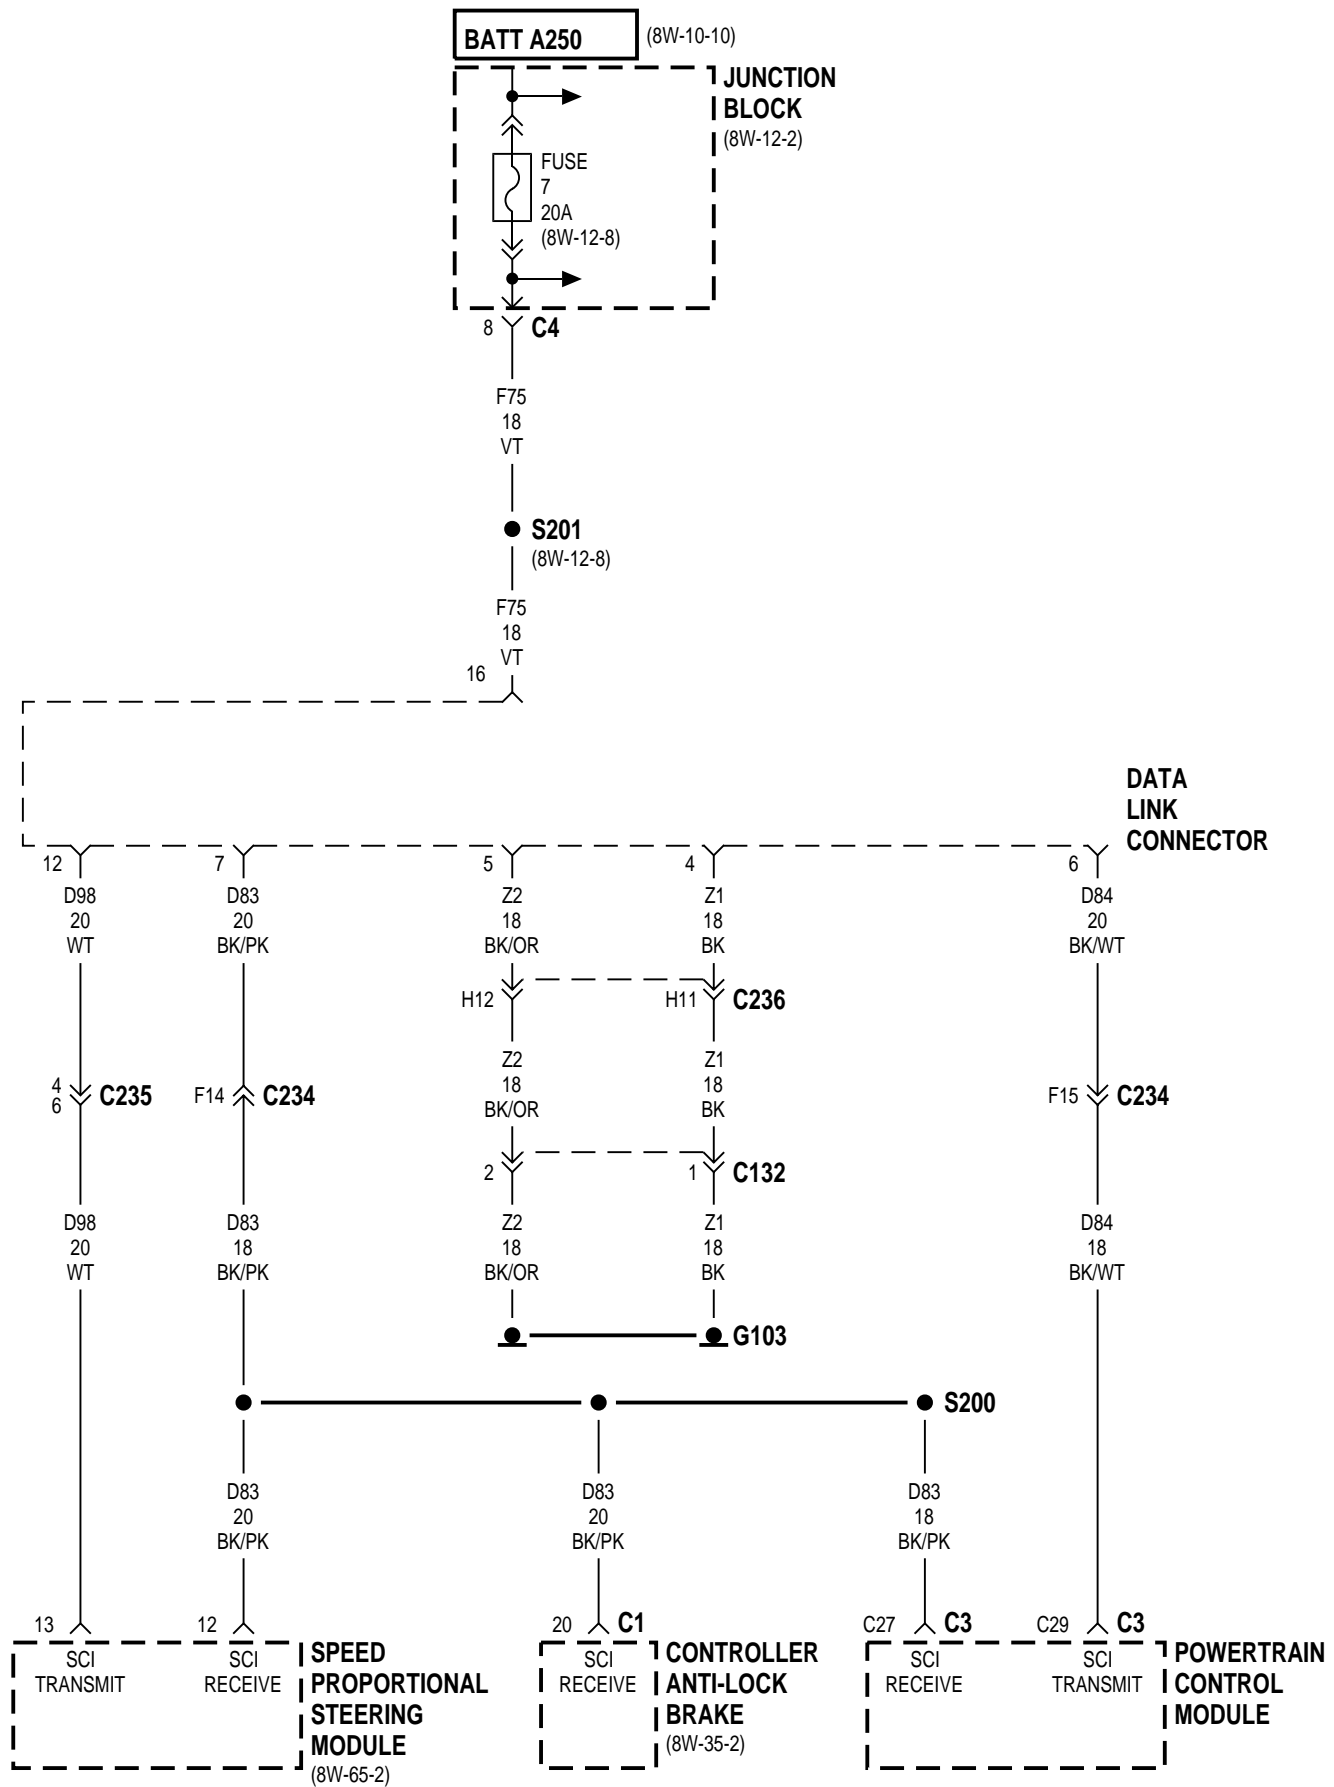 BATT A250
(8W-10-10)
JUNCTION
BLOCK
(8W-12-2)
FUSE
7
20A
(8W-12-8)
8
C4
F75
18
VT
S201
(8W-12-8)
F75
18
VT
16
DATA
LINK
CONNECTOR
12
7
5
4
6
D98
20
WT
D83
20
BK/PK
Z2
18
BK/OR
Z1
18
BK
D84
20
BK/WT
H12
H11
C236
Z2
18
BK/OR
Z1
18
BK
4
6
C235
F14
C234
F15
C234
2
1
C132
D98
20
WT
D83
18
BK/PK
Z2
18
BK/OR
Z1
18
BK
D84
18
BK/WT
G103
S200
D83
20
BK/PK
D83
20
BK/PK
D83
18
BK/PK
13
12
20
C1
C27
C3
C29
C3
SCI
TRANSMIT
SCI
RECEIVE
SPEED
PROPORTIONAL
STEERING
MODULE
(8W-65-2)
SCI
RECEIVE
CONTROLLER
ANTI-LOCK
BRAKE
(8W-35-2)
SCI
RECEIVE
SCI
TRANSMIT
POWERTRAIN
CONTROL
MODULE